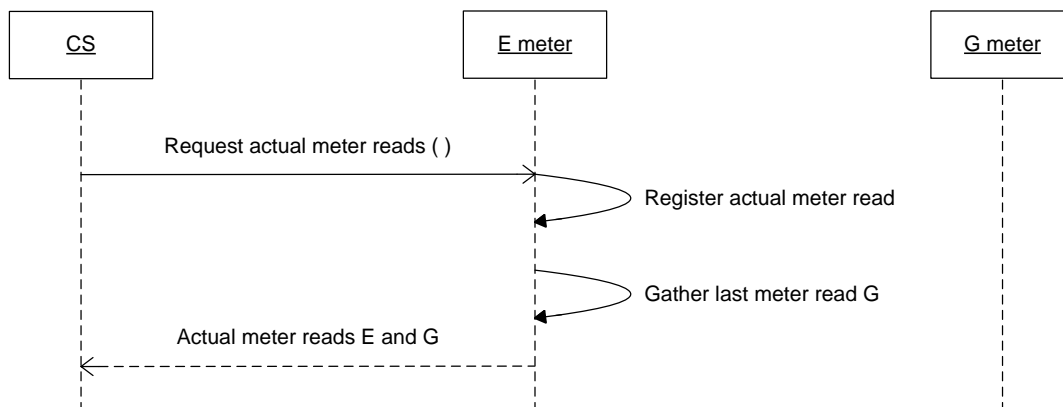 CS
E meter
G meter
Request actual meter reads ( )
Register actual meter read
Gather last meter read G
Actual meter reads E and G